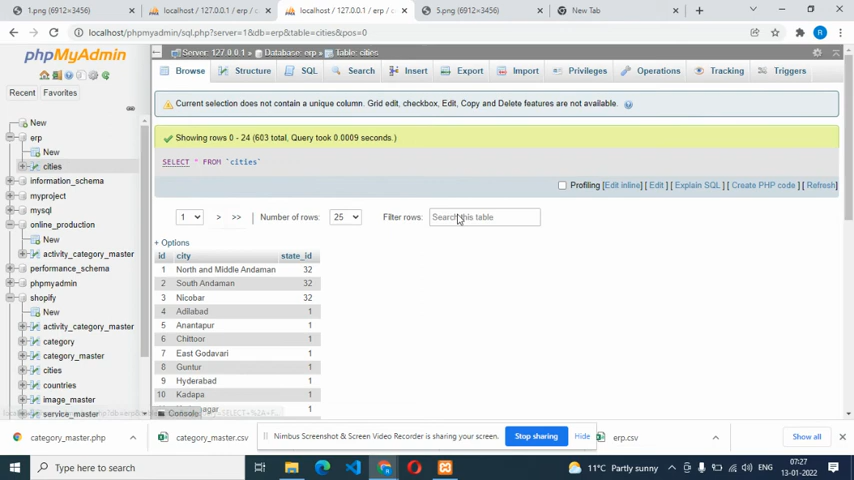 1.png (6912×3456)
localhost / 127.0.0.1 / erp / c
localhost / 127.0.0.1 / erp / c
5.png (6912×3456)
New Tab
localhost/phpmyadmin/sql.php?server=1&db=erp&table=cities&pos=0
phpMyAdmin
Recent Favorites
New
erp
New
cities
information_schema
myproject
mysql
online_production
New
activity_category_master
performance_schema
phpmyadmin
shopify
New
activity_category_master
category
category_master
cities
countries
image_master
service_master
Server: 127.0.0.1 » Database: erp » Table: cities
Browse Structure SQL Search Insert Export Import Privileges Operations Tracking Triggers
Current selection does not contain a unique column. Grid edit, checkbox, Edit, Copy and Delete features are not available.
Showing rows 0 - 24 (603 total, Query took 0.0009 seconds.)
SELECT * FROM `cities`
Profiling [Edit inline] [ Edit ] [ Explain SQL ] [ Create PHP code ] [ Refresh]
1 > >> Number of rows: 25 Filter rows: Search this table
+ Options
id city state_id
1 North and Middle Andaman 32
2 South Andaman 32
3 Nicobar 32
4 Adilabad 1
5 Anantapur 1
6 Chittoor 1
7 East Godavari 1
8 Guntur 1
9 Hyderabad 1
10 Kadapa 1
1
Console
category_master.php
category_master.csv
Nimbus Screenshot & Screen Video Recorder is sharing your screen.
Stop sharing
Hide
erp.csv
Show all
Type here to search
11°C Partly sunny
ENG
07:27
13-01-2022